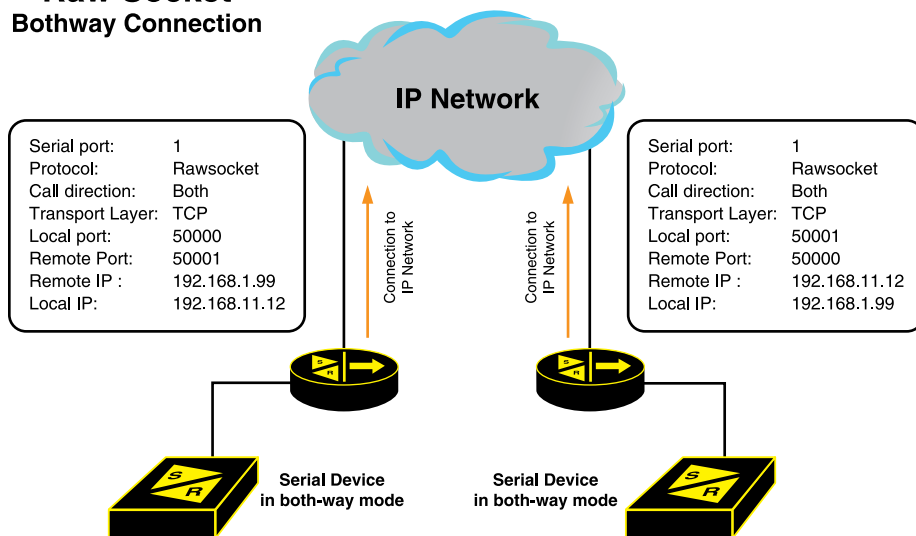 Raw Socket
Bothway Connection
IP Network
Serial port: 1
Protocol: Rawsocket
Call direction: Both
Transport Layer: TCP
Local port: 50000
Remote Port: 50001
Remote IP : 192.168.1.99
Local IP: 192.168.11.12
Serial port: 1
Protocol: Rawsocket
Call direction: Both
Transport Layer: TCP
Local port: 50001
Remote Port: 50000
Remote IP : 192.168.11.12
Local IP: 192.168.1.99
Connection to
IP Network
Connection to
IP Network
S
R
S
R
S
R
Serial Device
in both-way mode
Serial Device
in both-way mode
S
R